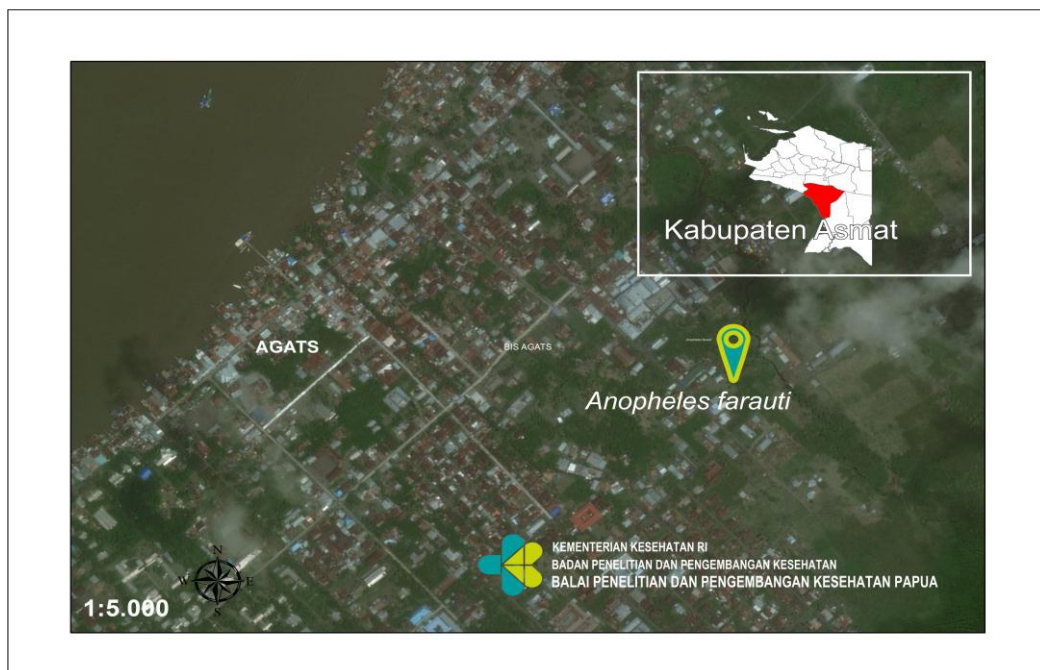 Kabupaten Asmat
AGATS
BIS AGATS
Anopheles farauti
N
W E
S
1:5.000
KEMENTERIAN KESEHATAN RI
BADAN PENELITIAN DAN PENGEMBANGAN KESEHATAN
BALAI PENELITIAN DAN PENGEMBANGAN KESEHATAN PAPUA